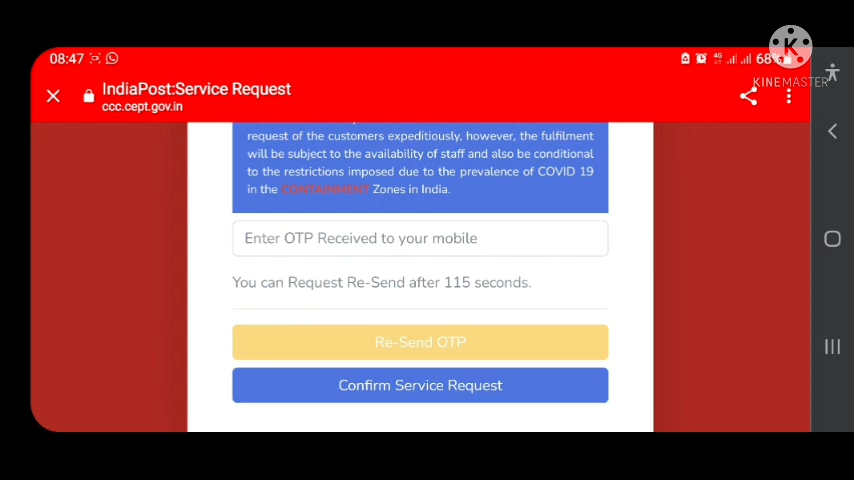 08:47
4G
68%
K
KINEMASTER
IndiaPost:Service Request
ccc.cept.gov.in
request of the customers expeditiously, however, the fulfilment
will be subject to the availability of staff and also be conditional
to the restrictions imposed due to the prevalence of COVID 19
in the CONTAINMENT Zones in India.
Enter OTP Received to your mobile
You can Request Re-Send after 115 seconds.
Re-Send OTP
Confirm Service Request